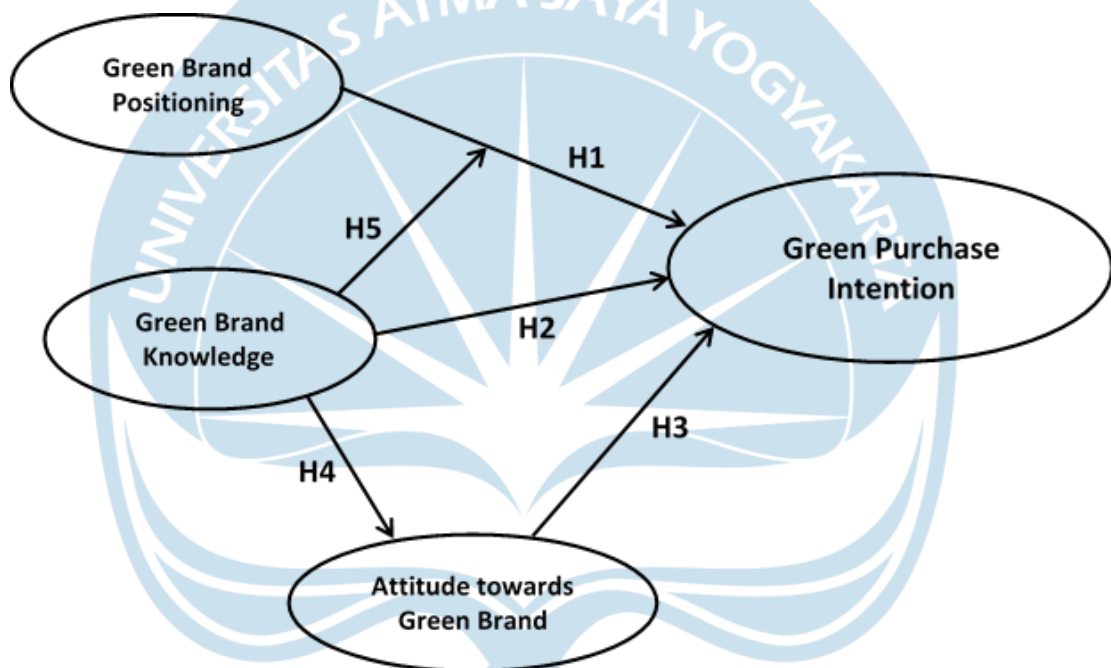 UNIVERSITAS ATMA JAYA YOGYAKARTA
Green Brand
Positioning
H1
H5
Green Purchase
Intention
Green Brand
Knowledge
H2
H3
H4
Attitude towards
Green Brand